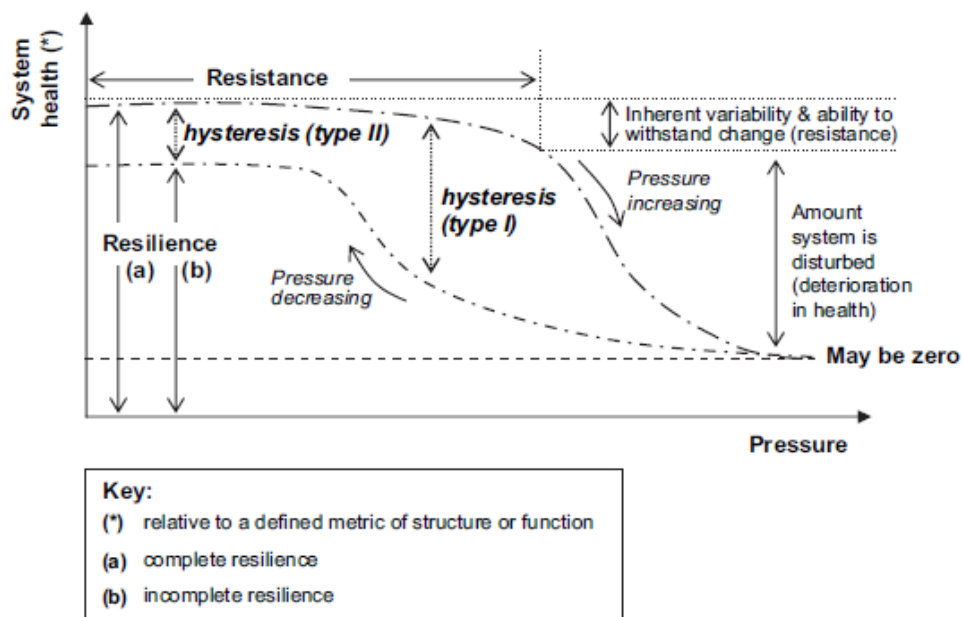 System
health (*)
Resistance
Inherent variability & ability to
withstand change (resistance)
hysteresis (type II)
hysteresis
(type I)
Pressure
increasing
Amount
system is
disturbed
(deterioration
in health)
Resilience
(a)
(b)
Pressure
decreasing
May be zero
Pressure
Key:
(*) relative to a defined metric of structure or function
(a) complete resilience
(b) incomplete resilience